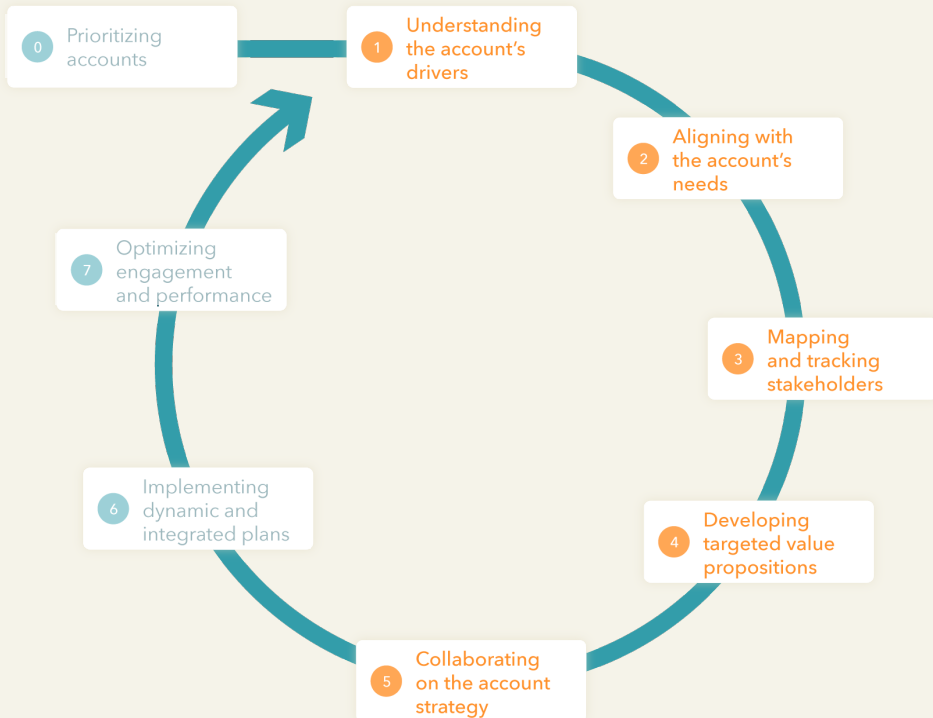 0
Prioritizing
accounts
1
Understanding
the account's
drivers
2
Aligning with
the account's
needs
3
Mapping
and tracking
stakeholders
4
Developing
targeted value
propositions
5
Collaborating
on the account
strategy
6
Implementing
dynamic and
integrated plans
7
Optimizing
engagement
and performance